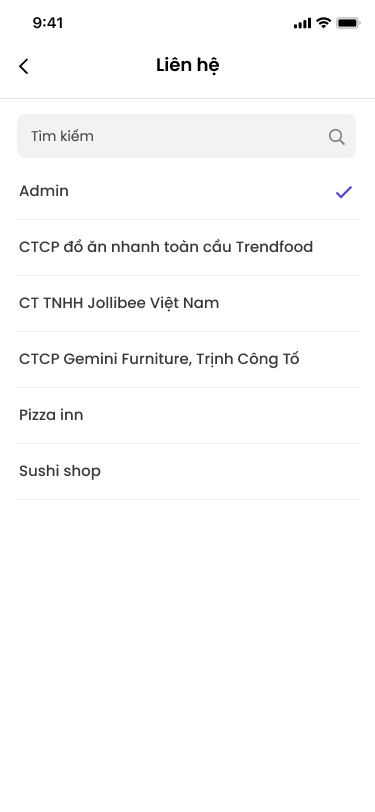 9:41
Liên hệ
Tìm kiếm
Admin
CTCP đồ ăn nhanh toàn cầu Trendfood
CT TNHH Jollibee Việt Nam
CTCP Gemini Furniture, Trịnh Công Tố
Pizza inn
Sushi shop